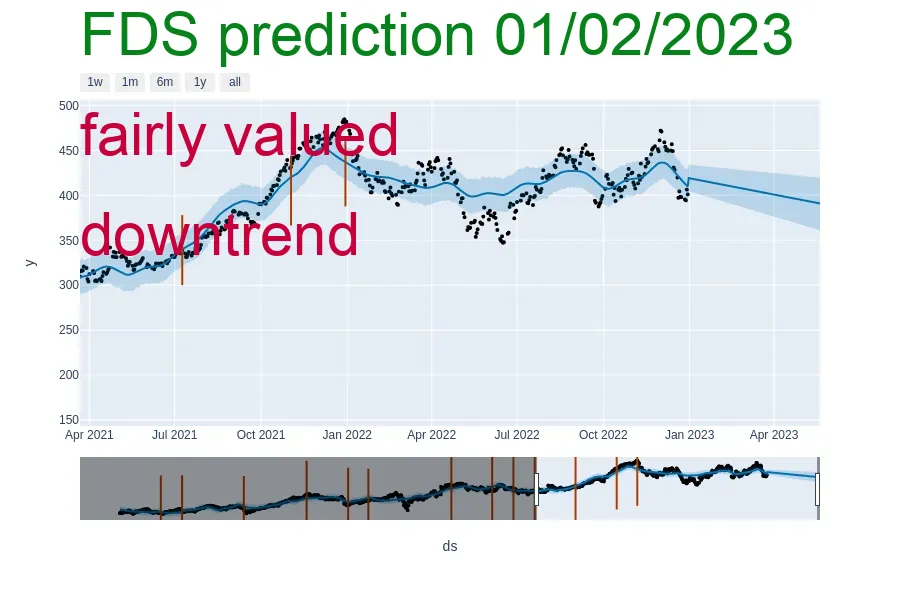 FDS prediction 01/02/2023
1w 1m 6m 1y all
500
fairly valued
450
400
downtrend
350
y
300
250
200
150
Apr 2021 Jul 2021 Oct 2021 Jan 2022 Apr 2022 Jul 2022 Oct 2022 Jan 2023 Apr 2023
ds